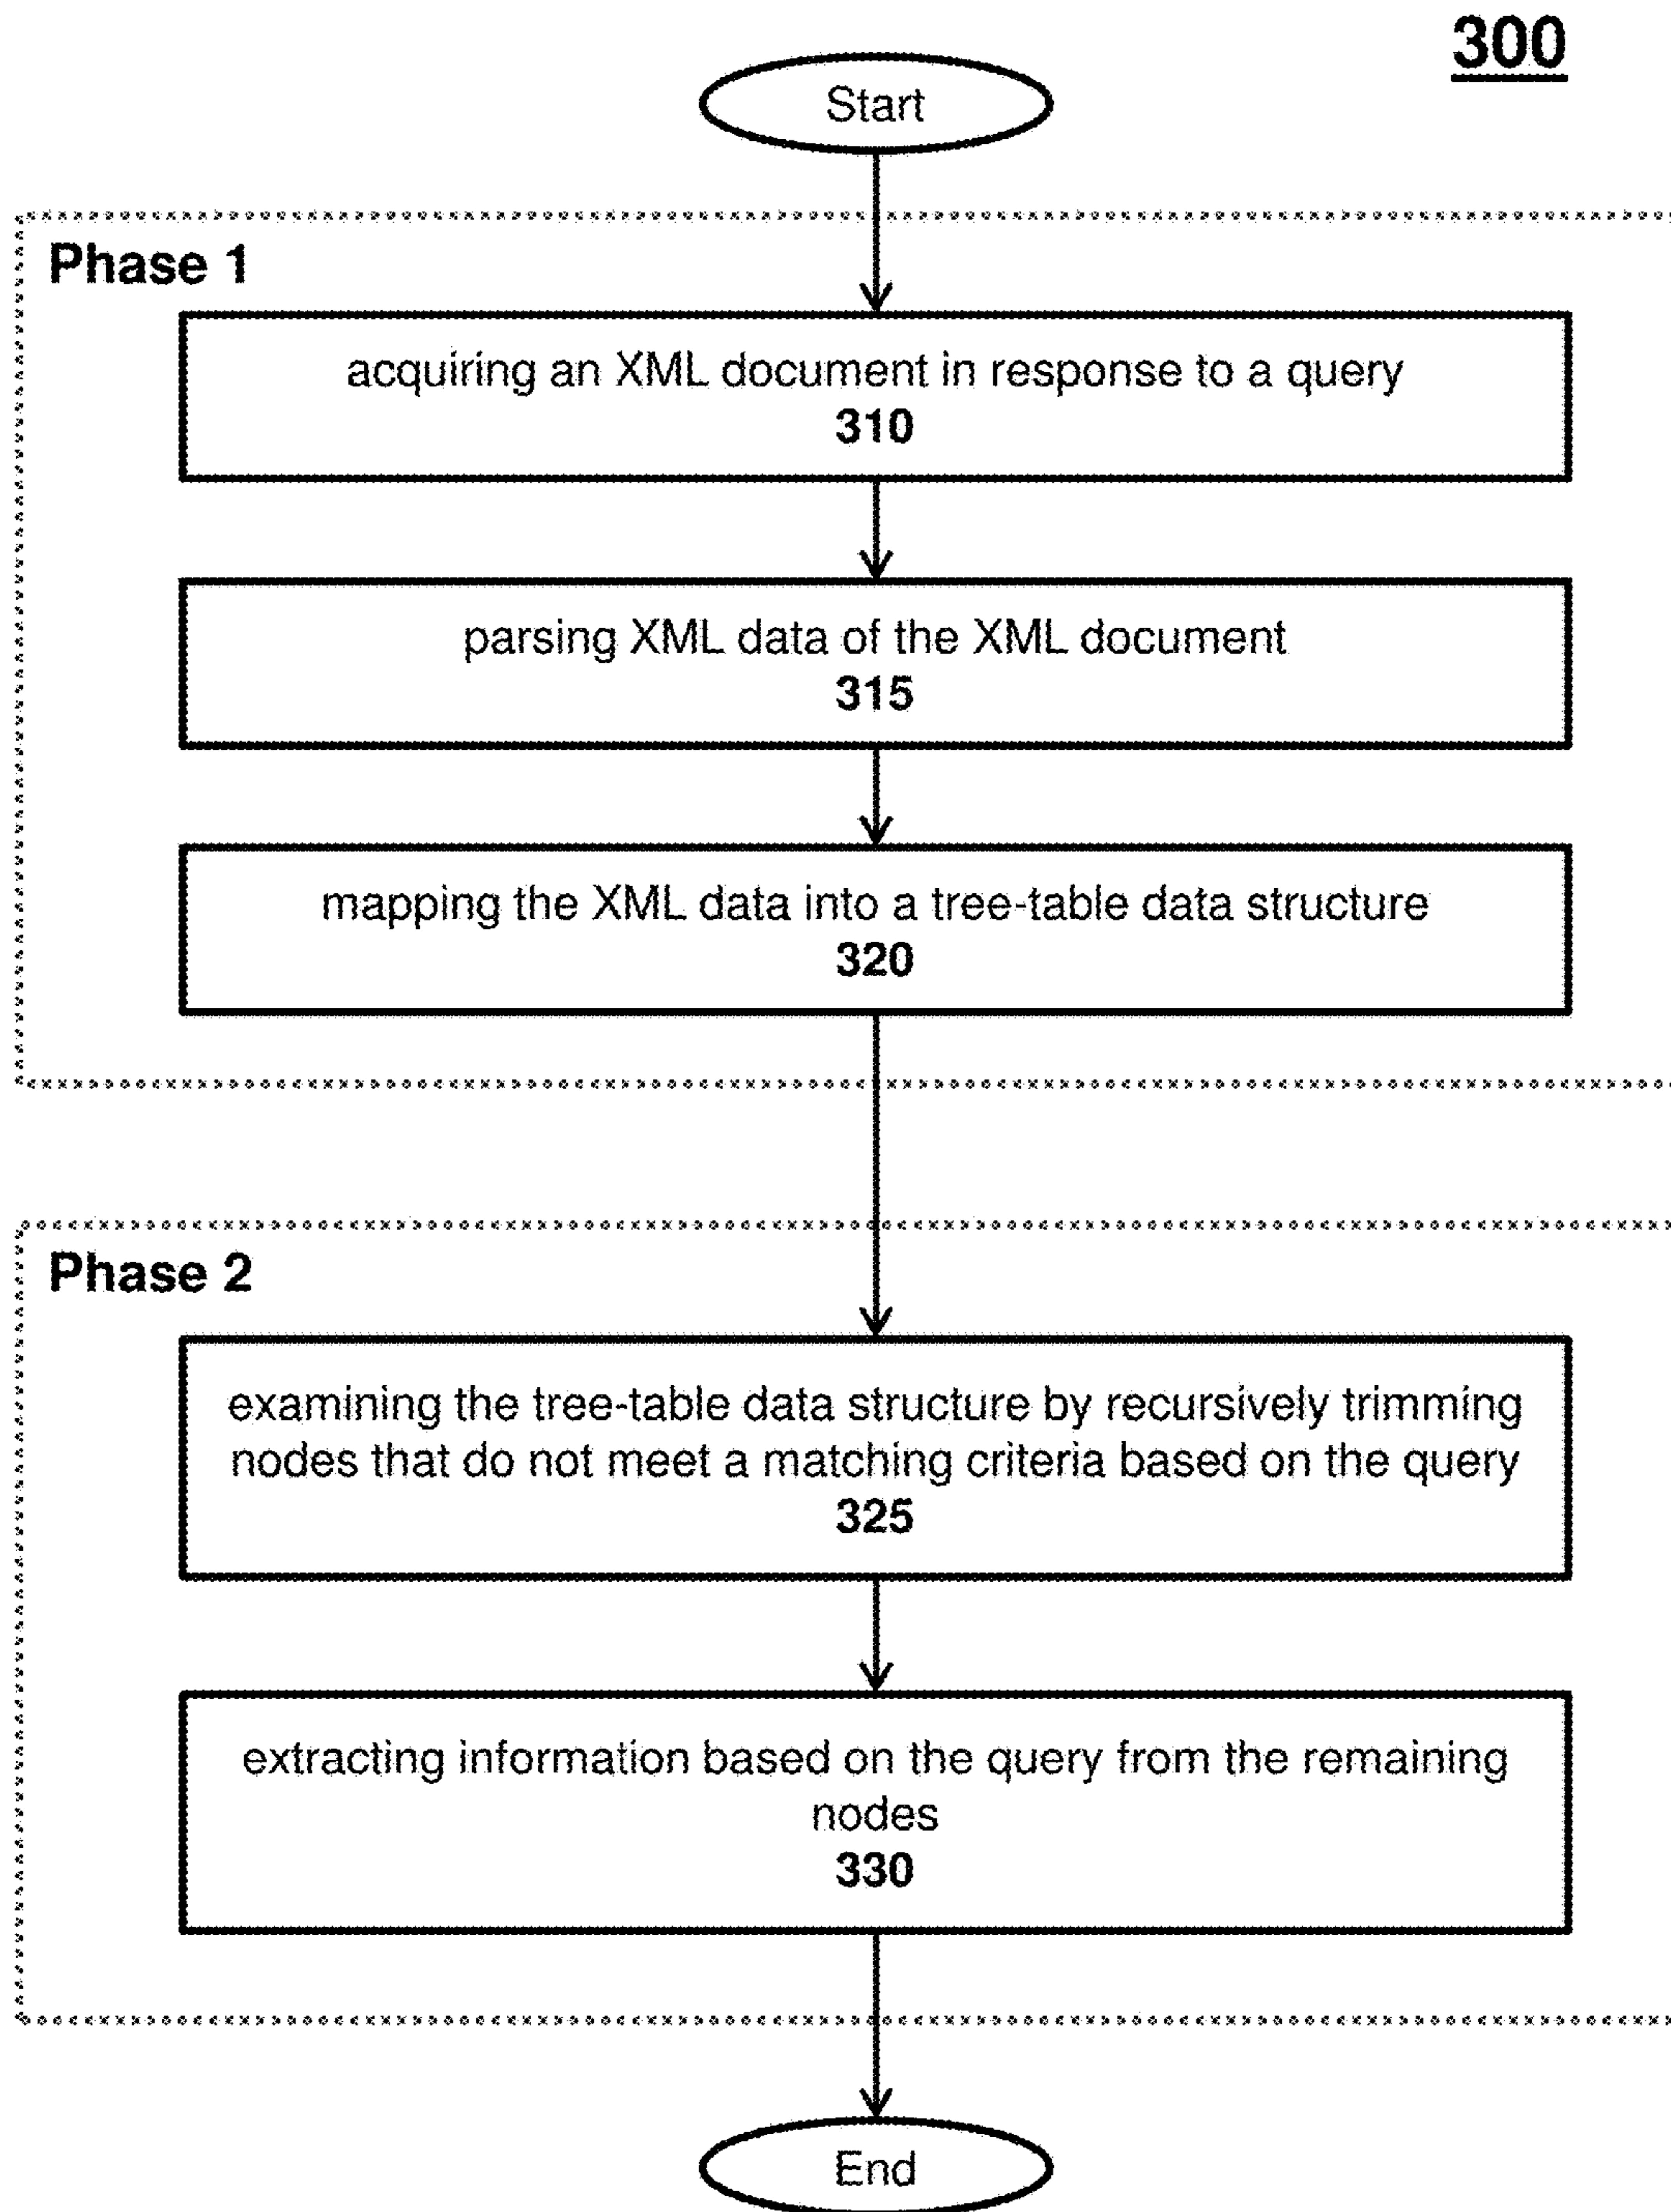 300
Start
Phase 1
acquiring an XML document in response to a query
310
parsing XML data of the XML document
315
mapping the XML data into a tree-table data structure
320
Phase 2
examining the tree-table data structure by recursively trimming
nodes that do not meet a matching criteria based on the query
325
extracting information based on the query from the remaining
nodes
330
End